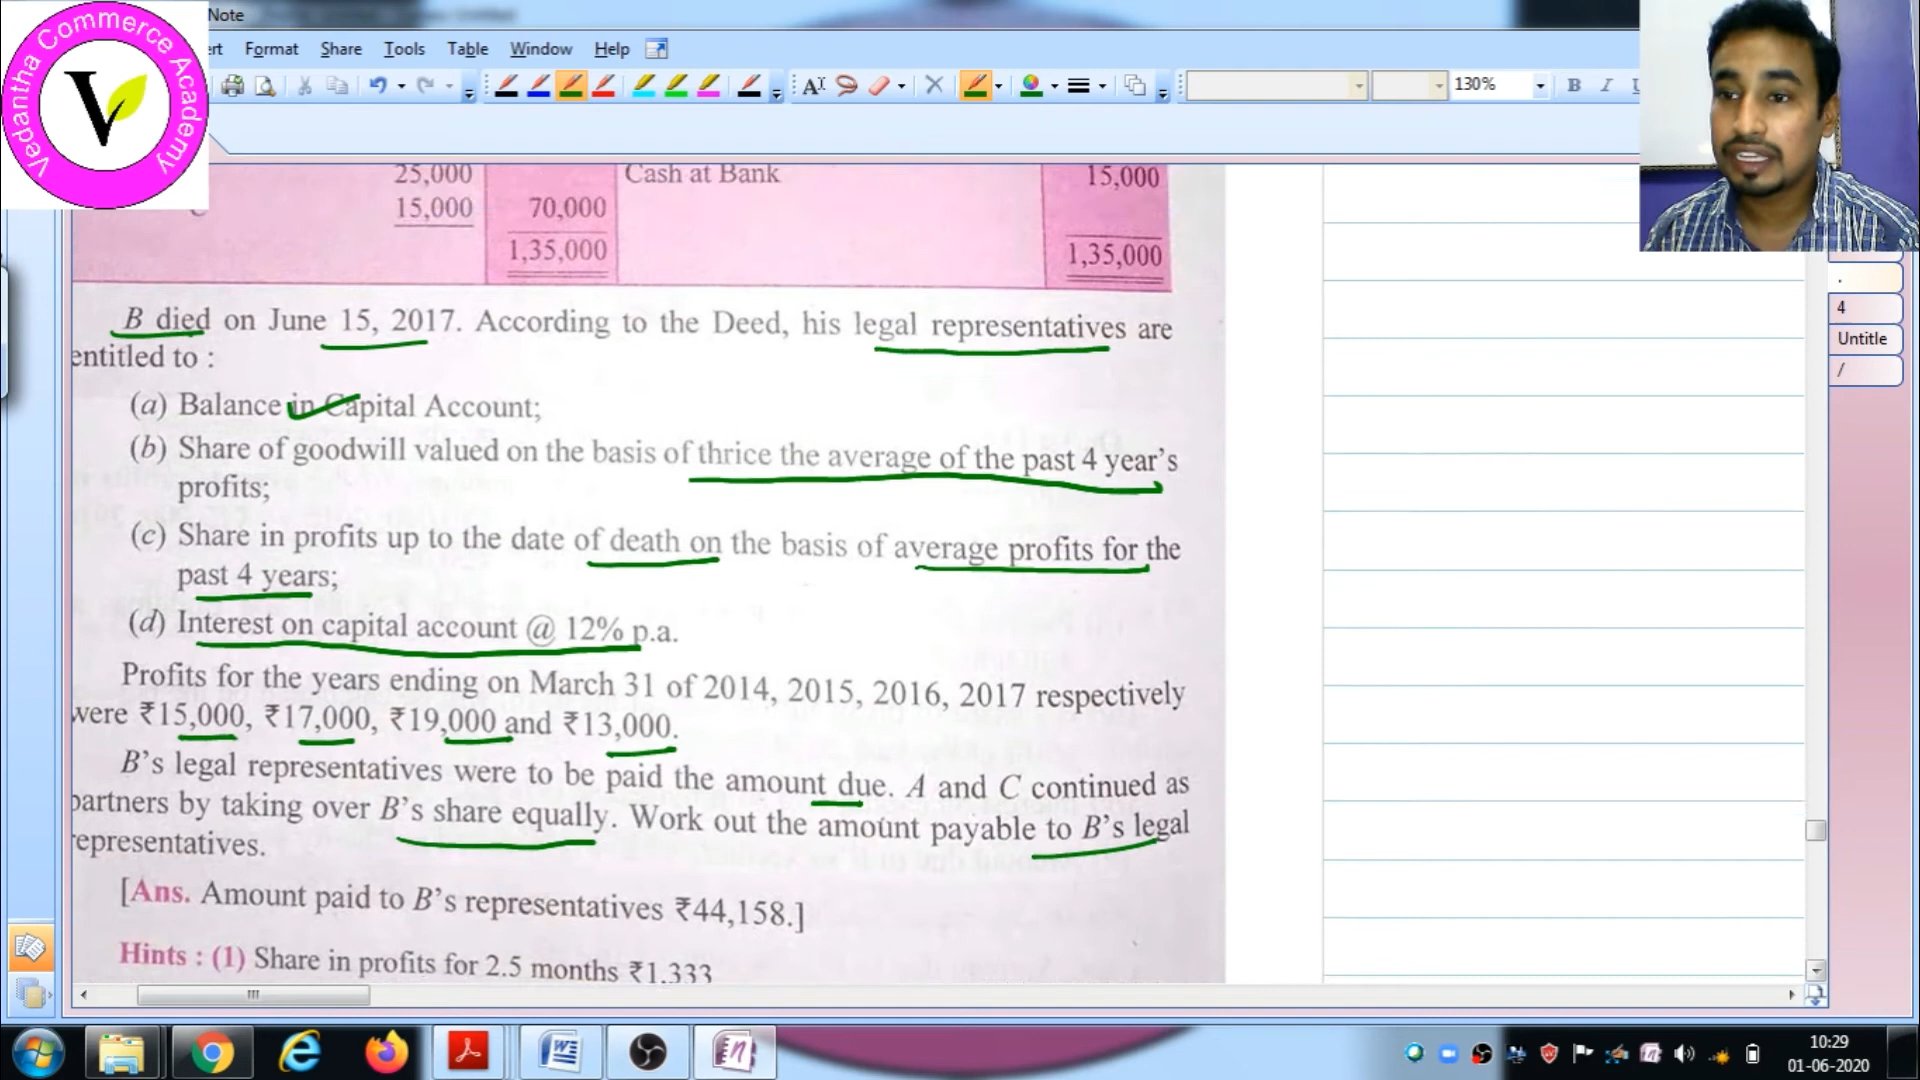 Vedantha Commerce Academy
V
Note
rt Format Share Tools Table Window Help
130% B I U
25,000 Cash at Bank 15,000
15,000 70,000
1,35,000 1,35,000
B died on June 15, 2017. According to the Deed, his legal representatives are
entitled to :
(a) Balance in Capital Account;
(b) Share of goodwill valued on the basis of thrice the average of the past 4 year's
profits;
(c) Share in profits up to the date of death on the basis of average profits for the
past 4 years;
(d) Interest on capital account @ 12% p.a.
Profits for the years ending on March 31 of 2014, 2015, 2016, 2017 respectively
were ₹15,000, ₹17,000, ₹19,000 and ₹13,000.
B's legal representatives were to be paid the amount due. A and C continued as
partners by taking over B's share equally. Work out the amount payable to B's legal
representatives.
[Ans. Amount paid to B's representatives ₹44,158.]
Hints : (1) Share in profits for 2.5 months ₹1,333
4
Untitle
/
10:29
01-06-2020